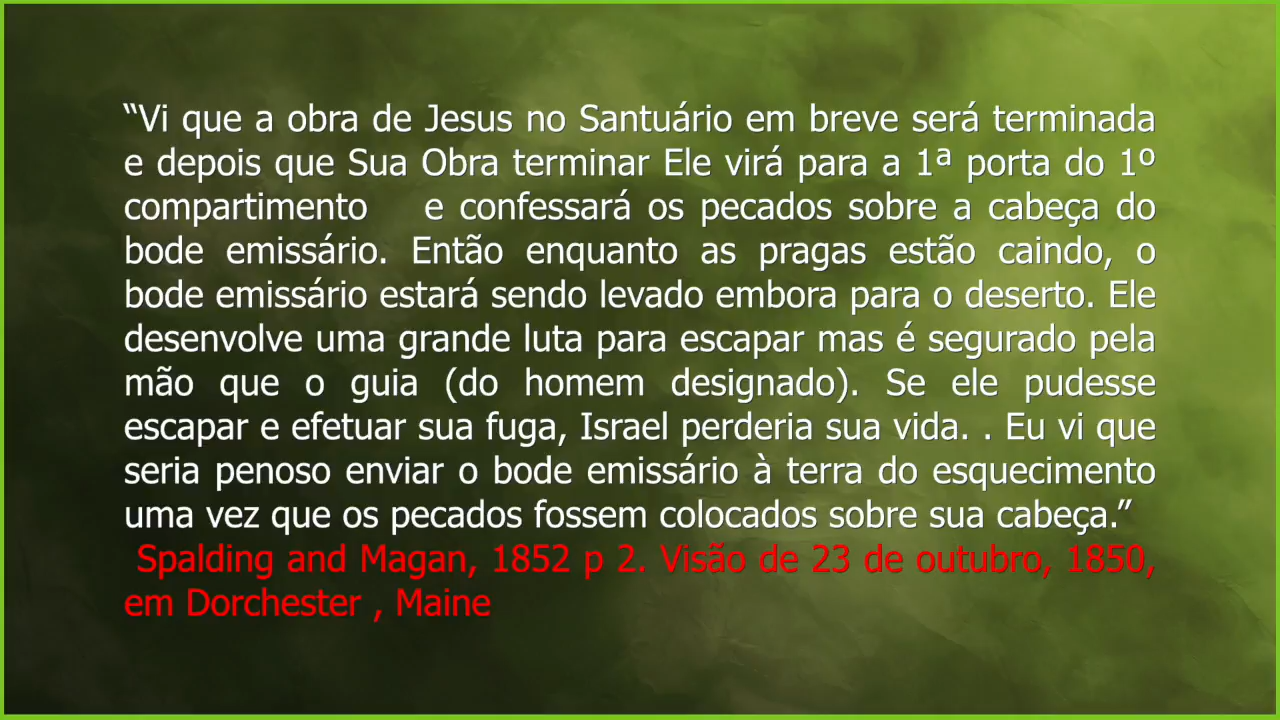 “Vi que a obra de Jesus no Santuário em breve será terminada
e depois que Sua Obra terminar Ele virá para a 1ª porta do 1º
compartimento e confessará os pecados sobre a cabeça do
bode emissário. Então enquanto as pragas estão caindo, o
bode emissário estará sendo levado embora para o deserto. Ele
desenvolve uma grande luta para escapar mas é segurado pela
mão que o guia (do homem designado). Se ele pudesse
escapar e efetuar sua fuga, Israel perderia sua vida. . Eu vi que
seria penoso enviar o bode emissário à terra do esquecimento
uma vez que os pecados fossem colocados sobre sua cabeça.”
Spalding and Magan, 1852 p 2. Visão de 23 de outubro, 1850,
em Dorchester , Maine